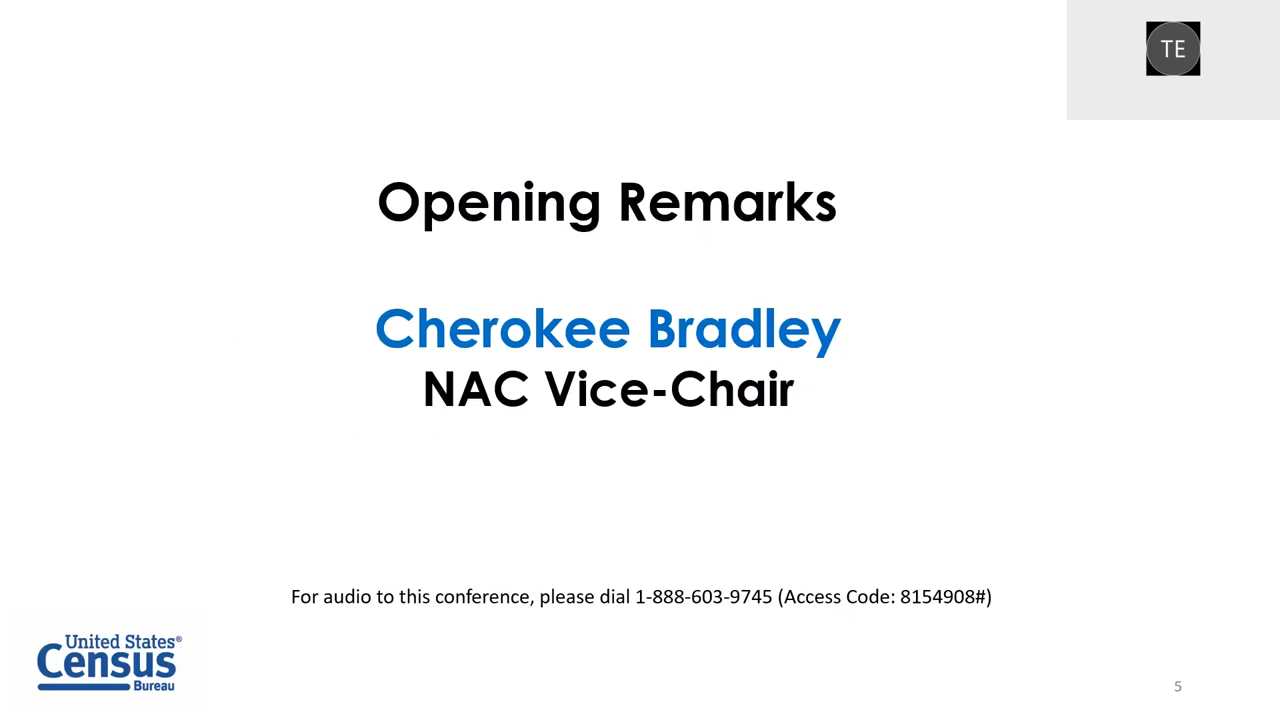 TE
Opening Remarks
Cherokee Bradley
NAC Vice-Chair
For audio to this conference, please dial 1-888-603-9745 (Access Code: 8154908#)
United States®
Census
Bureau
5